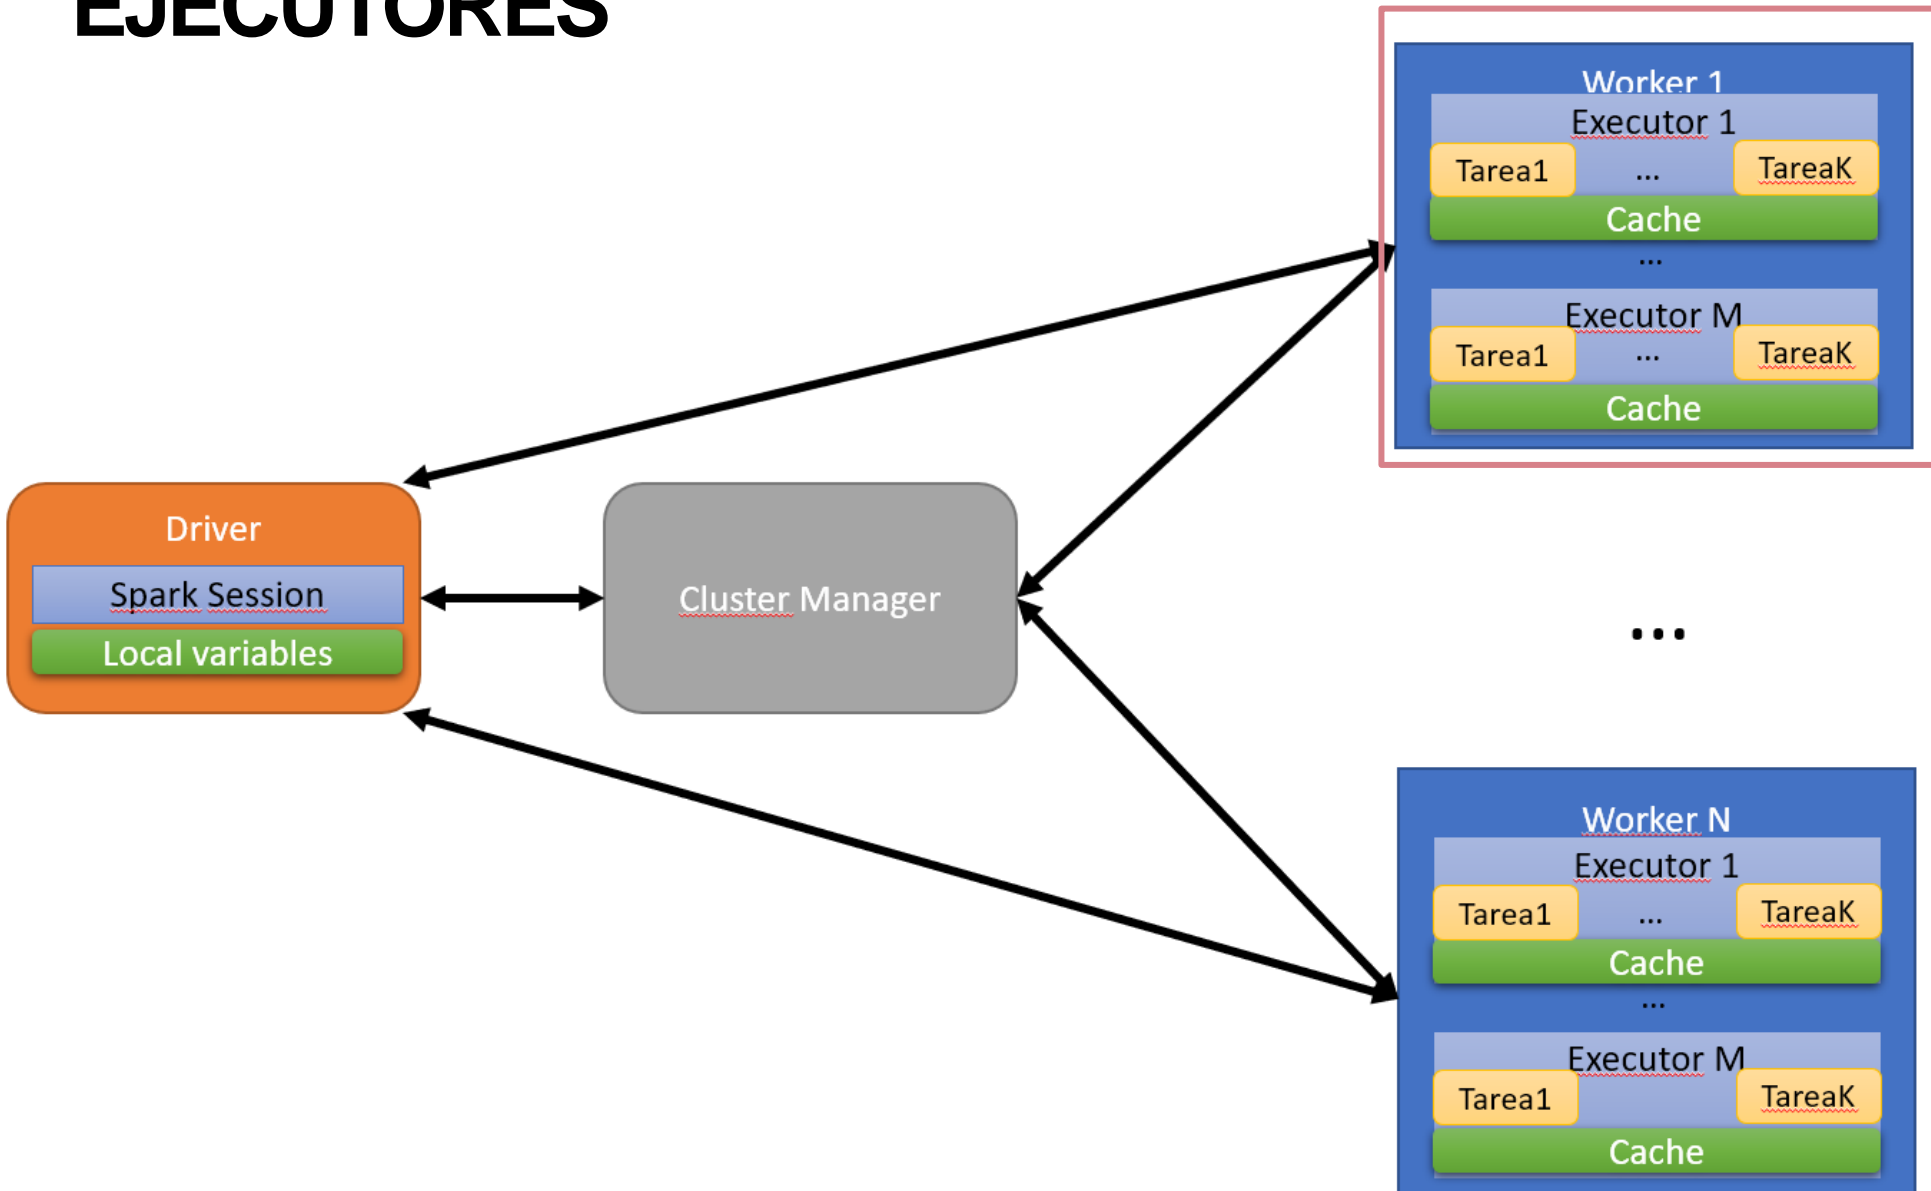 EJECUTORES
Worker 1
Executor 1
Tarea1 ... TareaK
Cache
...
Executor M
Tarea1 ... TareaK
Cache
Driver
Spark Session
Local variables
Cluster Manager
...
Worker N
Executor 1
Tarea1 ... TareaK
Cache
...
Executor M
Tarea1 TareaK
Cache